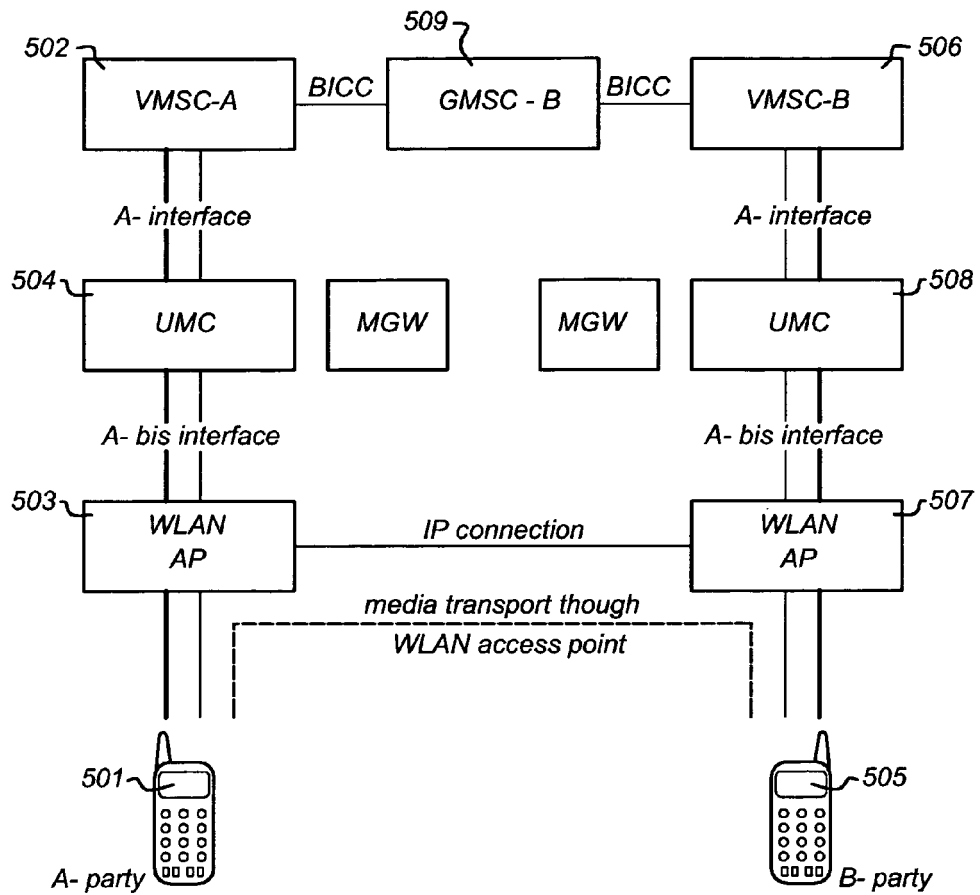 502
509
506
VMSC-A
BICC
GMSC - B
BICC
VMSC-B
A- interface
A- interface
504
508
UMC
MGW
MGW
UMC
A- bis interface
A- bis interface
503
507
WLAN
AP
IP connection
WLAN
AP
media transport though
WLAN access point
501
505
A- party
B- party